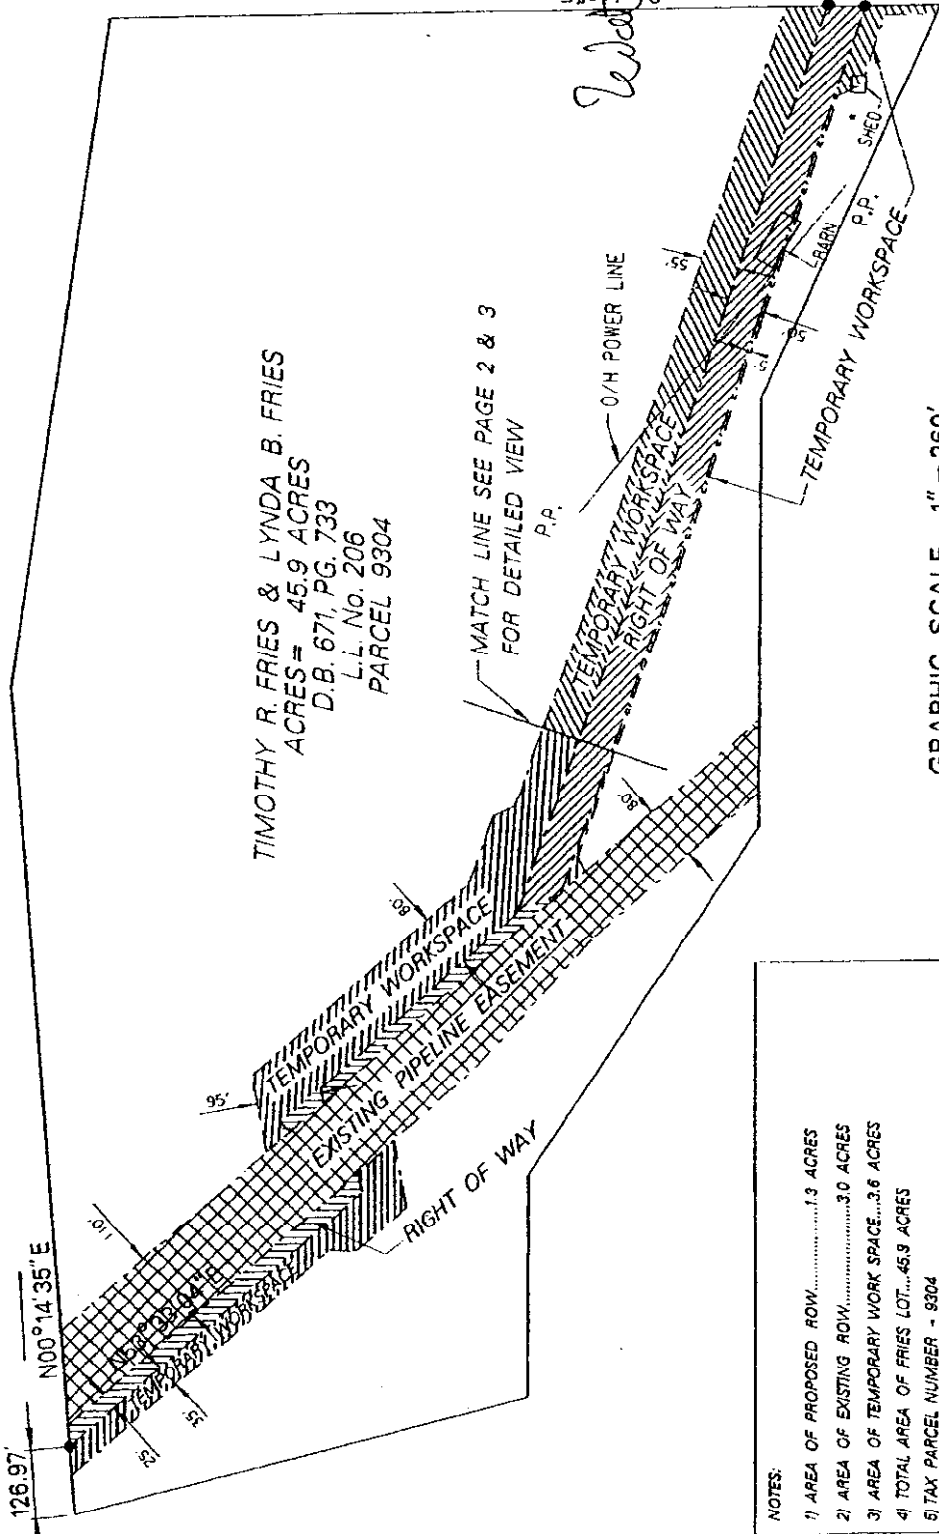 126.97'
N00°14'35"E
TIMOTHY R. FRIES & LYNDA B. FRIES
ACRES = 45.9 ACRES
D.B. 671, PG. 733
L.L. No. 206
PARCEL 9304
MATCH LINE SEE PAGE 2 & 3
FOR DETAILED VIEW
P.P.
O/H POWER LINE
55'
TEMPORARY WORKSPACE
RIGHT OF WAY
50'
BARN
P.P.
SHED
TEMPORARY WORKSPACE
80'
TEMPORARY WORKSPACE
95'
EXISTING PIPELINE EASEMENT
80'
110'
TEMPORARY WORKSPACE
25'
35'
RIGHT OF WAY
GRAPHIC SCALE 1" = 260'
NOTES:
1) AREA OF PROPOSED ROW..............1.3 ACRES
2) AREA OF EXISTING ROW................3.0 ACRES
3) AREA OF TEMPORARY WORK SPACE...3.6 ACRES
4) TOTAL AREA OF FRIES LOT....45.9 ACRES
5) TAX PARCEL NUMBER - 9304